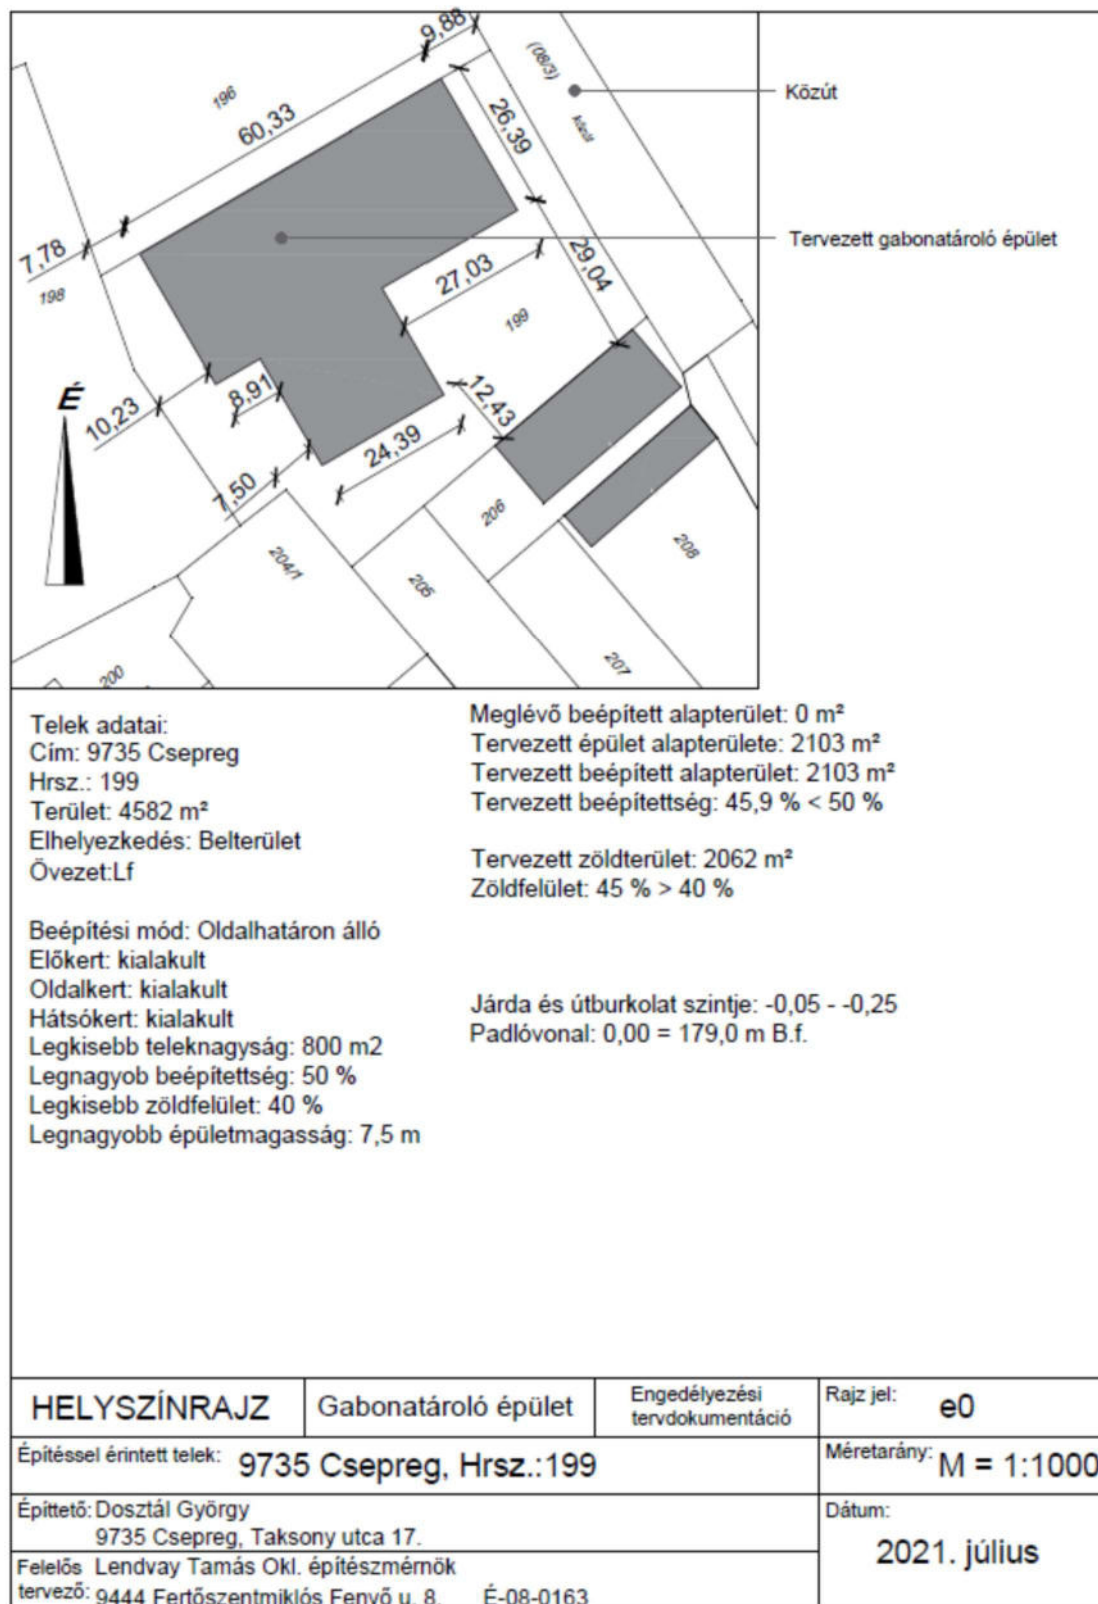 9,88
(08/3)
Közút
196
60,33
26,39
közút
7,78
198
27,03
29,04
Tervezett gabonatároló épület
199
É
10,23
8,91
12,43
24,39
7,50
206
204/1
205
208
207
200
Telek adatai:
Cím: 9735 Csepreg
Hrsz.: 199
Terület: 4582 m²
Elhelyezkedés: Belterület
Övezet:Lf
Beépítési mód: Oldalhatáron álló
Előkert: kialakult
Oldalkert: kialakult
Hátsókert: kialakult
Legkisebb teleknagyság: 800 m2
Legnagyob beépítettség: 50 %
Legkisebb zöldfelület: 40 %
Legnagyobb épületmagasság: 7,5 m
Meglévő beépített alapterület: 0 m²
Tervezett épület alapterülete: 2103 m²
Tervezett beépített alapterület: 2103 m²
Tervezett beépítettség: 45,9 % < 50 %
Tervezett zöldterület: 2062 m²
Zöldfelület: 45 % > 40 %
Járda és útburkolat szintje: -0,05 - -0,25
Padlóvonal: 0,00 = 179,0 m B.f.
HELYSZÍNRAJZ
Gabonatároló épület
Engedélyezési
tervdokumentáció
Rajz jel: e0
Építéssel érintett telek: 9735 Csepreg, Hrsz.:199
Méretarány: M = 1:1000
Építtető: Dosztál György
9735 Csepreg, Taksony utca 17.
Dátum:
2021. július
Felelős Lendvay Tamás Okl. építészmérnök
tervező: 9444 Fertőszentmiklós Fenyő u. 8. É-08-0163